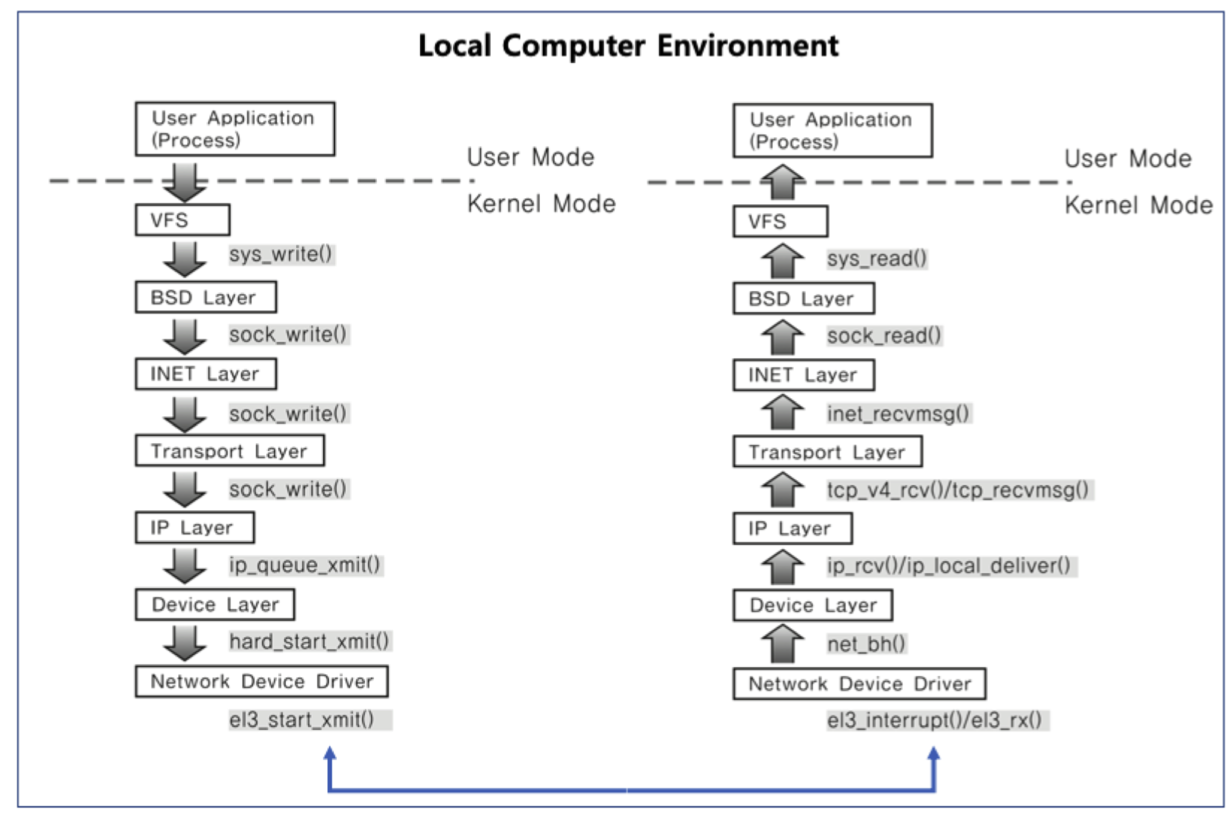 Local Computer Environment
User Application
(Process)
User Mode
Kernel Mode
VFS
sys_write()
BSD Layer
sock_write()
INET Layer
sock_write()
Transport Layer
sock_write()
IP Layer
ip_queue_xmit()
Device Layer
hard_start_xmit()
Network Device Driver
el3_start_xmit()
User Application
(Process)
User Mode
Kernel Mode
VFS
sys_read()
BSD Layer
sock_read()
INET Layer
inet_recvmsg()
Transport Layer
tcp_v4_rcv()/tcp_recvmsg()
IP Layer
ip_rcv()/ip_local_deliver()
Device Layer
net_bh()
Network Device Driver
el3_interrupt()/el3_rx()